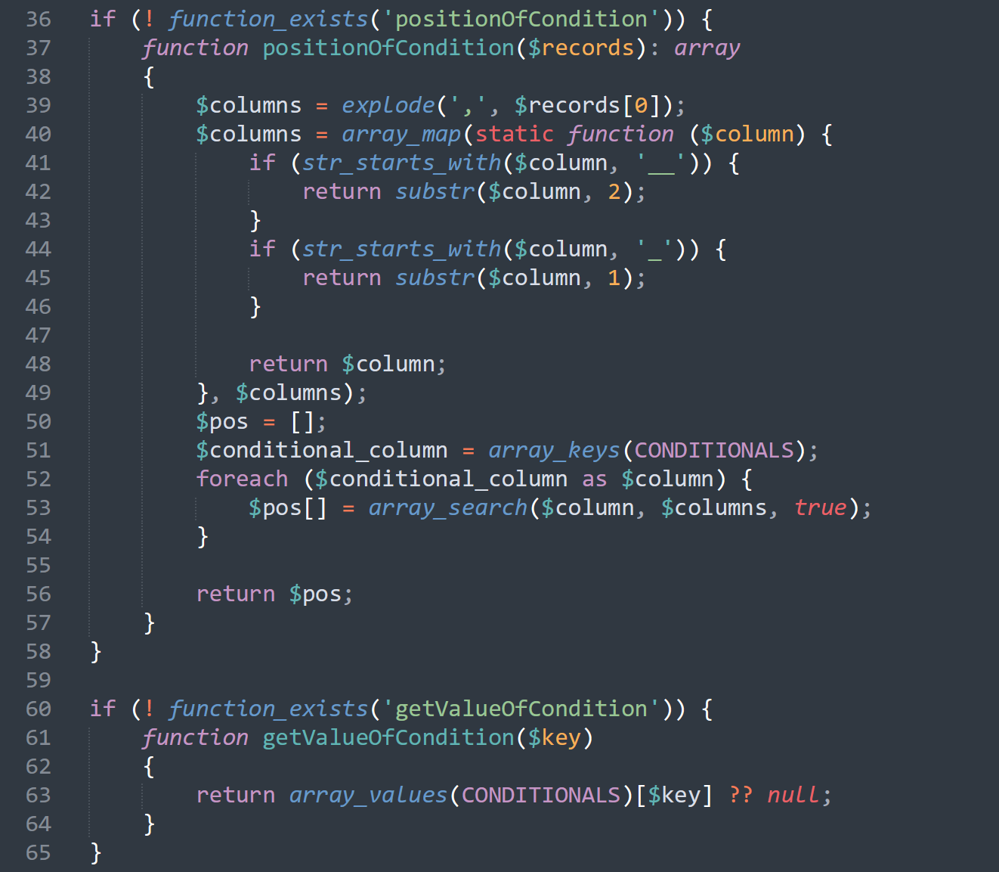 36 if (! function_exists('positionOfCondition')) {
37     function positionOfCondition($records): array
38     {
39         $columns = explode(',', $records[0]);
40         $columns = array_map(static function ($column) {
41             if (str_starts_with($column, '__')) {
42                 return substr($column, 2);
43             }
44             if (str_starts_with($column, '_')) {
45                 return substr($column, 1);
46             }
47
48             return $column;
49         }, $columns);
50         $pos = [];
51         $conditional_column = array_keys(CONDITIONALS);
52         foreach ($conditional_column as $column) {
53             $pos[] = array_search($column, $columns, true);
54         }
55
56         return $pos;
57     }
58 }
59
60 if (! function_exists('getValueOfCondition')) {
61     function getValueOfCondition($key)
62     {
63         return array_values(CONDITIONALS)[$key] ?? null;
64     }
65 }